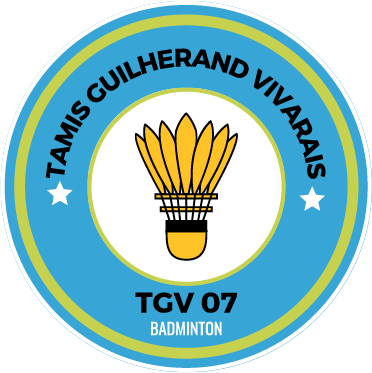 TAMIS GUILHERAND VIVARAIS
TGV 07
BADMINTON